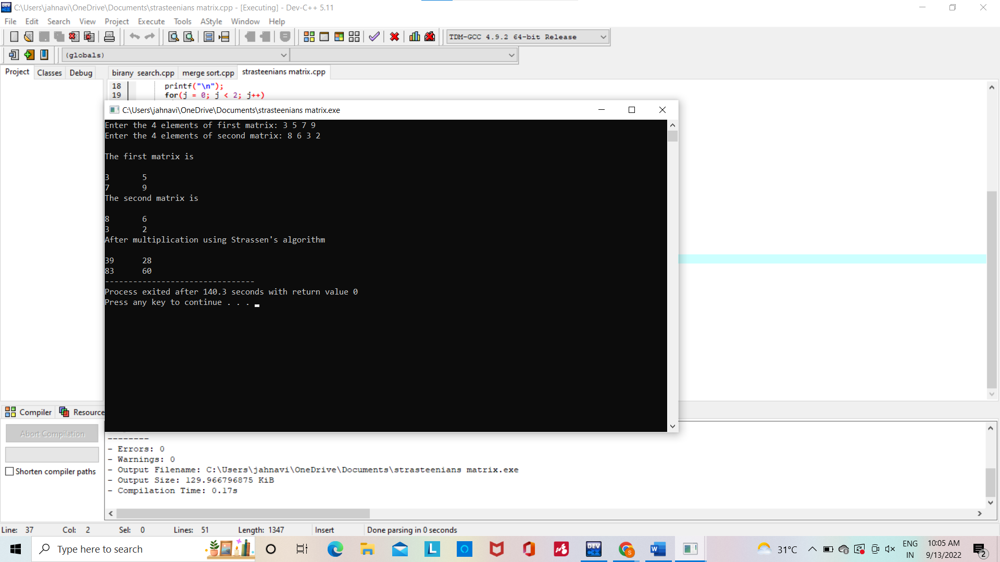 C:\Users\jahnavi\OneDrive\Documents\strasteenians matrix.cpp - [Executing] - Dev-C++ 5.11
File Edit Search View Project Execute Tools AStyle Window Help
TDM-GCC 4.9.2 64-bit Release
(globals)
Project Classes Debug birany search.cpp merge sort.cpp strasteenians matrix.cpp
18 printf("\n");
19 for(j = 0; j < 2; j++)
C:\Users\jahnavi\OneDrive\Documents\strasteenians matrix.exe
Enter the 4 elements of first matrix: 3 5 7 9
Enter the 4 elements of second matrix: 8 6 3 2
The first matrix is
3 5
7 9
The second matrix is
8 6
3 2
After multiplication using Strassen's algorithm
39 28
83 60
--------------------------------
Process exited after 140.3 seconds with return value 0
Press any key to continue . . .
Compiler Resource
Abort Compilation
Shorten compiler paths
--------
- Errors: 0
- Warnings: 0
- Output Filename: C:\Users\jahnavi\OneDrive\Documents\strasteenians matrix.exe
- Output Size: 129.966796875 KiB
- Compilation Time: 0.17s
Line: 37 Col: 2 Sel: 0 Lines: 51 Length: 1347 Insert Done parsing in 0 seconds
Type here to search
L
DEV
S
W
31°C
ENG
IN
10:05 AM
9/13/2022
2